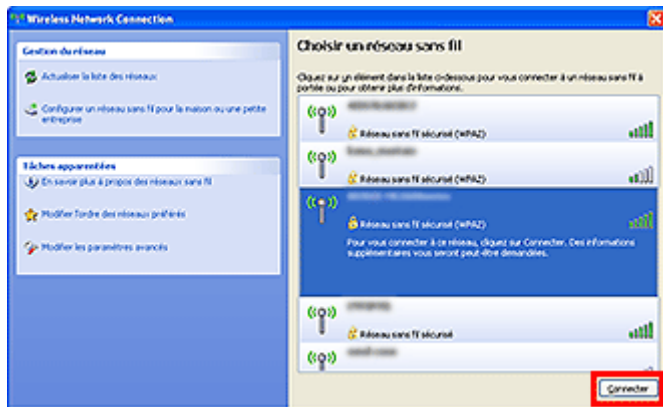 Wireless Network Connection
Gestion du réseau
Actualiser la liste des réseaux
Configurer un réseau sans fil pour la maison ou une petite
entreprise
Tâches apparentées
En savoir plus à propos des réseaux sans fil
Modifier l'ordre des réseaux préférés
Modifier les paramètres avancés
Choisir un réseau sans fil
Cliquez sur un élément dans la liste ci-dessous pour vous connecter à un réseau sans fil à
portée ou pour obtenir plus d'informations.
Réseau sans fil sécurisé (WPA2)
Réseau sans fil sécurisé (WPA2)
Réseau sans fil sécurisé (WPA2)
Pour vous connecter à ce réseau, cliquez sur Connecter. Des informations
supplémentaires vous seront peut-être demandées.
Réseau sans fil sécurisé
Connecter